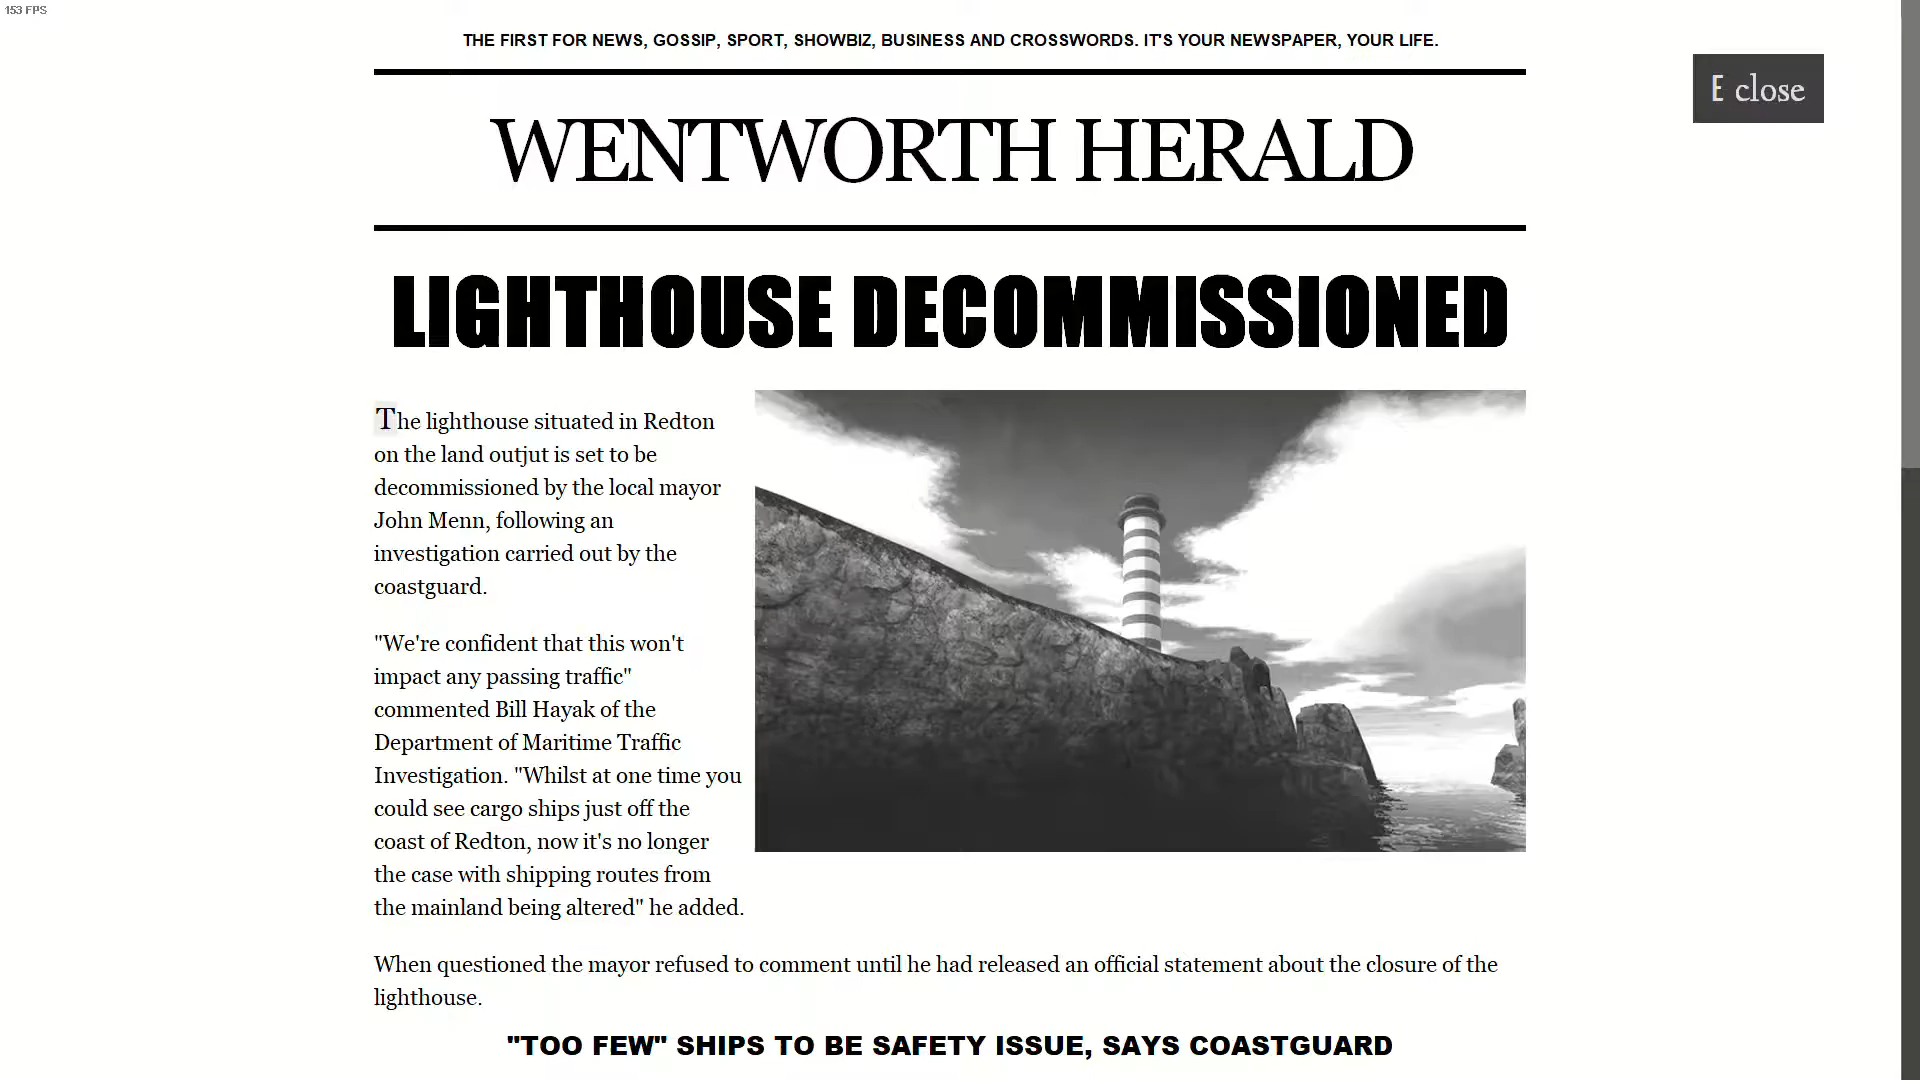 153 FPS
THE FIRST FOR NEWS, GOSSIP, SPORT, SHOWBIZ, BUSINESS AND CROSSWORDS. IT'S YOUR NEWSPAPER, YOUR LIFE.
E close
WENTWORTH HERALD
LIGHTHOUSE DECOMMISSIONED
The lighthouse situated in Redton
on the land outjut is set to be
decommissioned by the local mayor
John Menn, following an
investigation carried out by the
coastguard.
"We're confident that this won't
impact any passing traffic"
commented Bill Hayak of the
Department of Maritime Traffic
Investigation. "Whilst at one time you
could see cargo ships just off the
coast of Redton, now it's no longer
the case with shipping routes from
the mainland being altered" he added.
When questioned the mayor refused to comment until he had released an official statement about the closure of the
lighthouse.
"TOO FEW" SHIPS TO BE SAFETY ISSUE, SAYS COASTGUARD